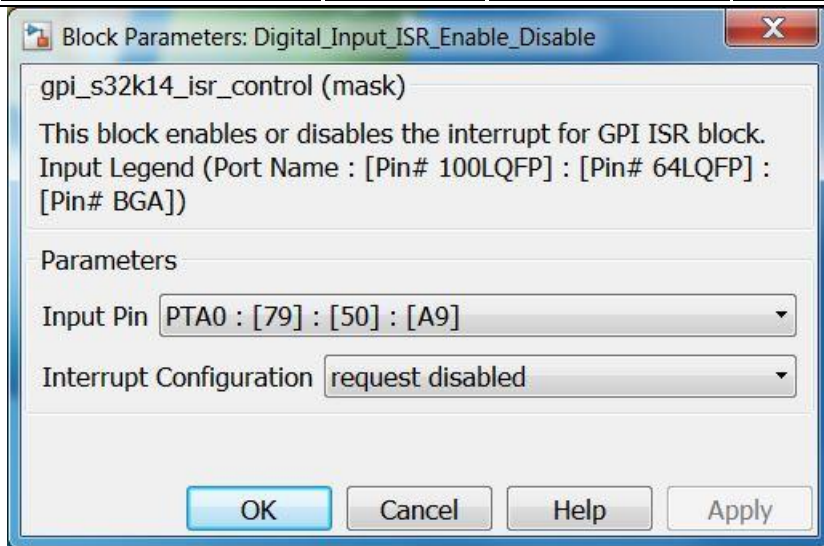 Block Parameters: Digital_Input_ISR_Enable_Disable
gpi_s32k14_isr_control (mask)
This block enables or disables the interrupt for GPI ISR block.
Input Legend (Port Name : [Pin# 100LQFP] : [Pin# 64LQFP] :
[Pin# BGA])
Parameters
Input Pin PTA0 : [79] : [50] : [A9]
Interrupt Configuration request disabled
OK Cancel Help Apply